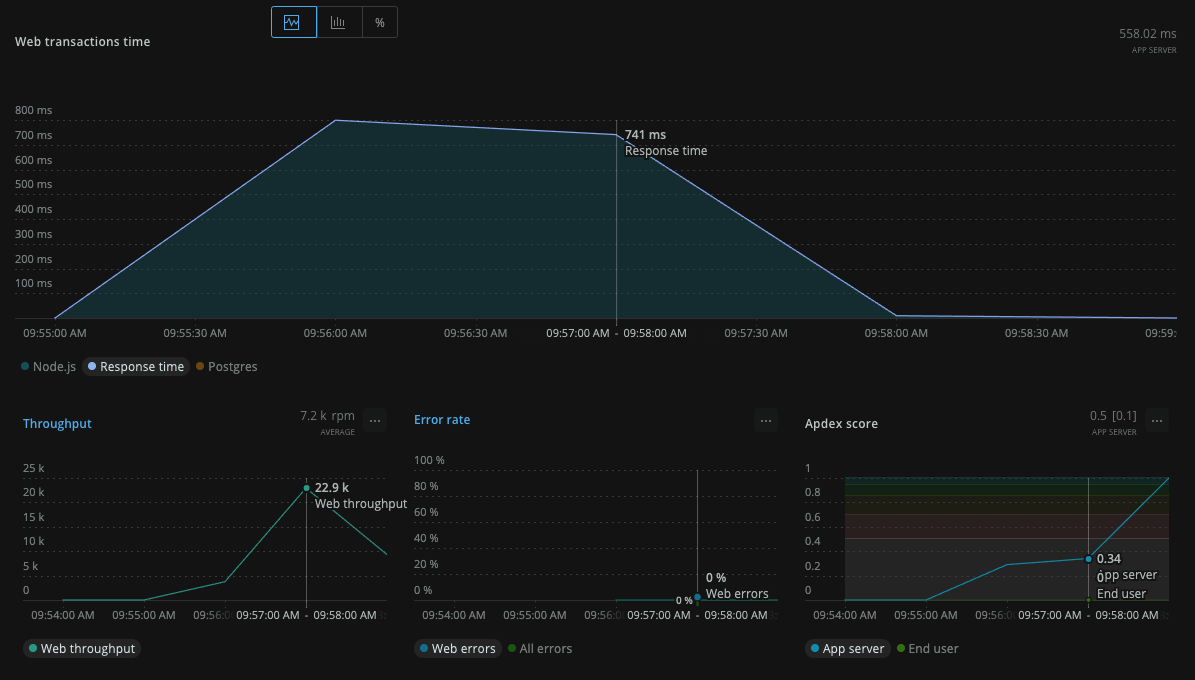 %
Web transactions time
558.02 ms
APP SERVER
800 ms
700 ms
600 ms
500 ms
400 ms
300 ms
200 ms
100 ms
741 ms
Response time
09:55:00 AM 09:55:30 AM 09:56:00 AM 09:56:30 AM 09:57:00 AM - 09:58:00 AM 09:57:30 AM 09:58:00 AM 09:58:30 AM 09:59:
Node.js Response time Postgres
Throughput
7.2 k rpm
AVERAGE
...
25 k
20 k
15 k
10 k
5 k
0
22.9 k
Web throughput
09:54:00 AM 09:55:00 AM 09:56:0 09:57:00 AM - 09:58:00 AM
Web throughput
Error rate
...
100 %
80 %
60 %
40 %
20 %
0 %
0 %
Web errors
0 %
09:54:00 AM 09:55:00 AM 09:56:0 09:57:00 AM - 09:58:00 AM
Web errors All errors
Apdex score
0.5 [0.1]
APP SERVER
...
1
0.8
0.6
0.4
0.2
0
0.34
App server
0
End user
09:54:00 AM 09:55:00 AM 09:56:0 09:57:00 AM - 09:58:00 AM
App server End user